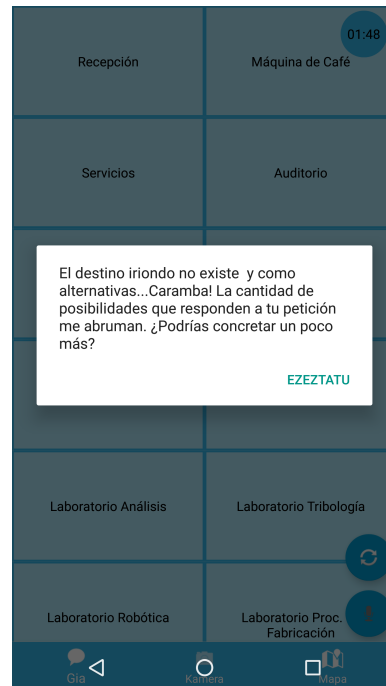 01:48
Recepción
Máquina de Café
Servicios
Auditorio
El destino iriondo no existe  y como
alternativas...Caramba! La cantidad de
posibilidades que responden a tu petición
me abruman. ¿Podrías concretar un poco
más?
EZEZTATU
Laboratorio Análisis
Laboratorio Tribología
Laboratorio Robótica
Laboratorio Proc.
Fabricación
Gia
Kamera
Mapa